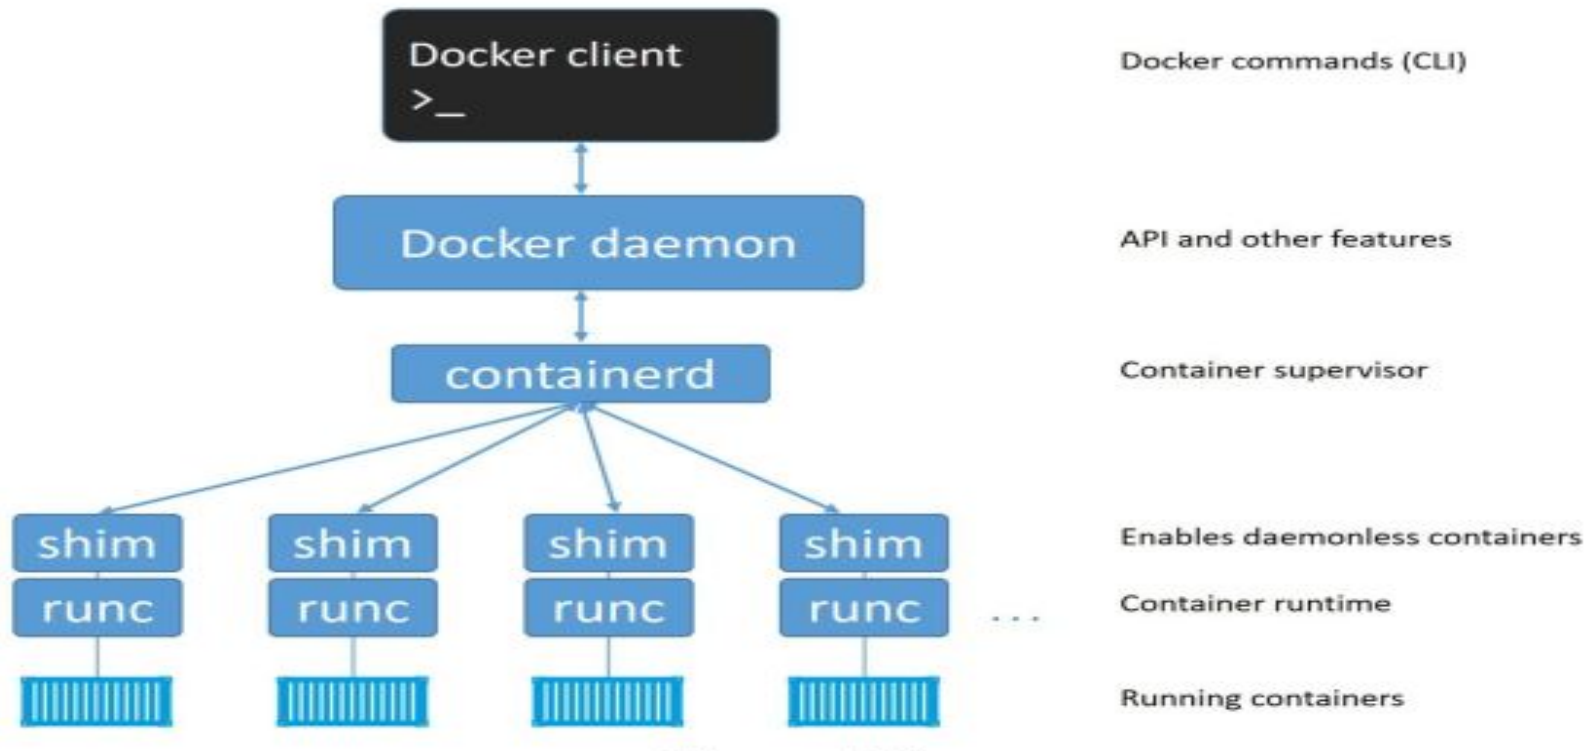 Docker client
>_
Docker commands (CLI)
Docker daemon
API and other features
containerd
Container supervisor
shim shim shim shim
Enables daemonless containers
runc runc runc runc
...
Container runtime
Running containers